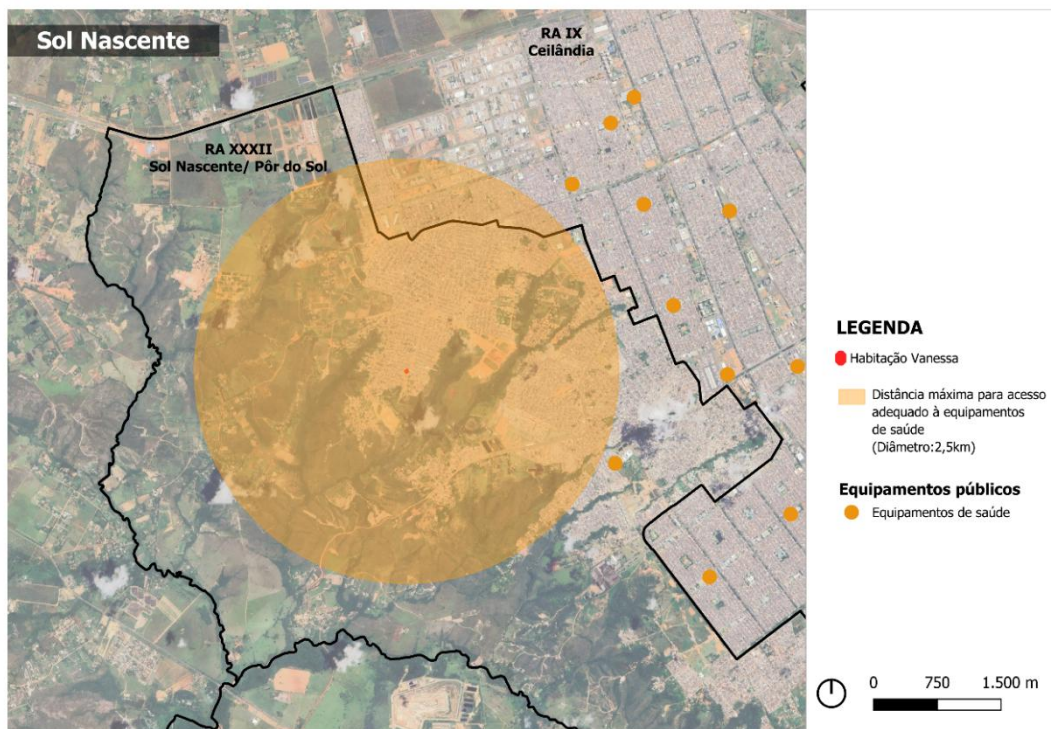 Sol Nascente
RA IX
Ceilândia
RA XXXII
Sol Nascente/ Pôr do Sol
LEGENDA
Habitação Vanessa
Distância máxima para acesso
adequado à equipamentos
de saúde
(Diâmetro:2,5km)
Equipamentos públicos
Equipamentos de saúde
0 750 1.500 m